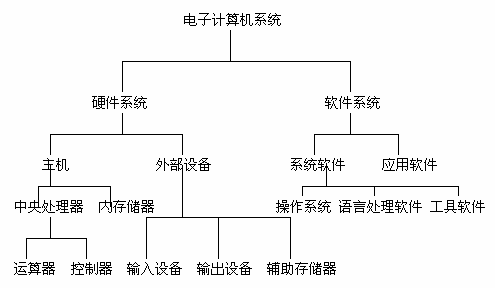 电子计算机系统
硬件系统 软件系统
主机 外部设备 系统软件 应用软件
中央处理器 内存储器 操作系统 语言处理软件 工具软件
运算器 控制器 输入设备 输出设备 辅助存储器